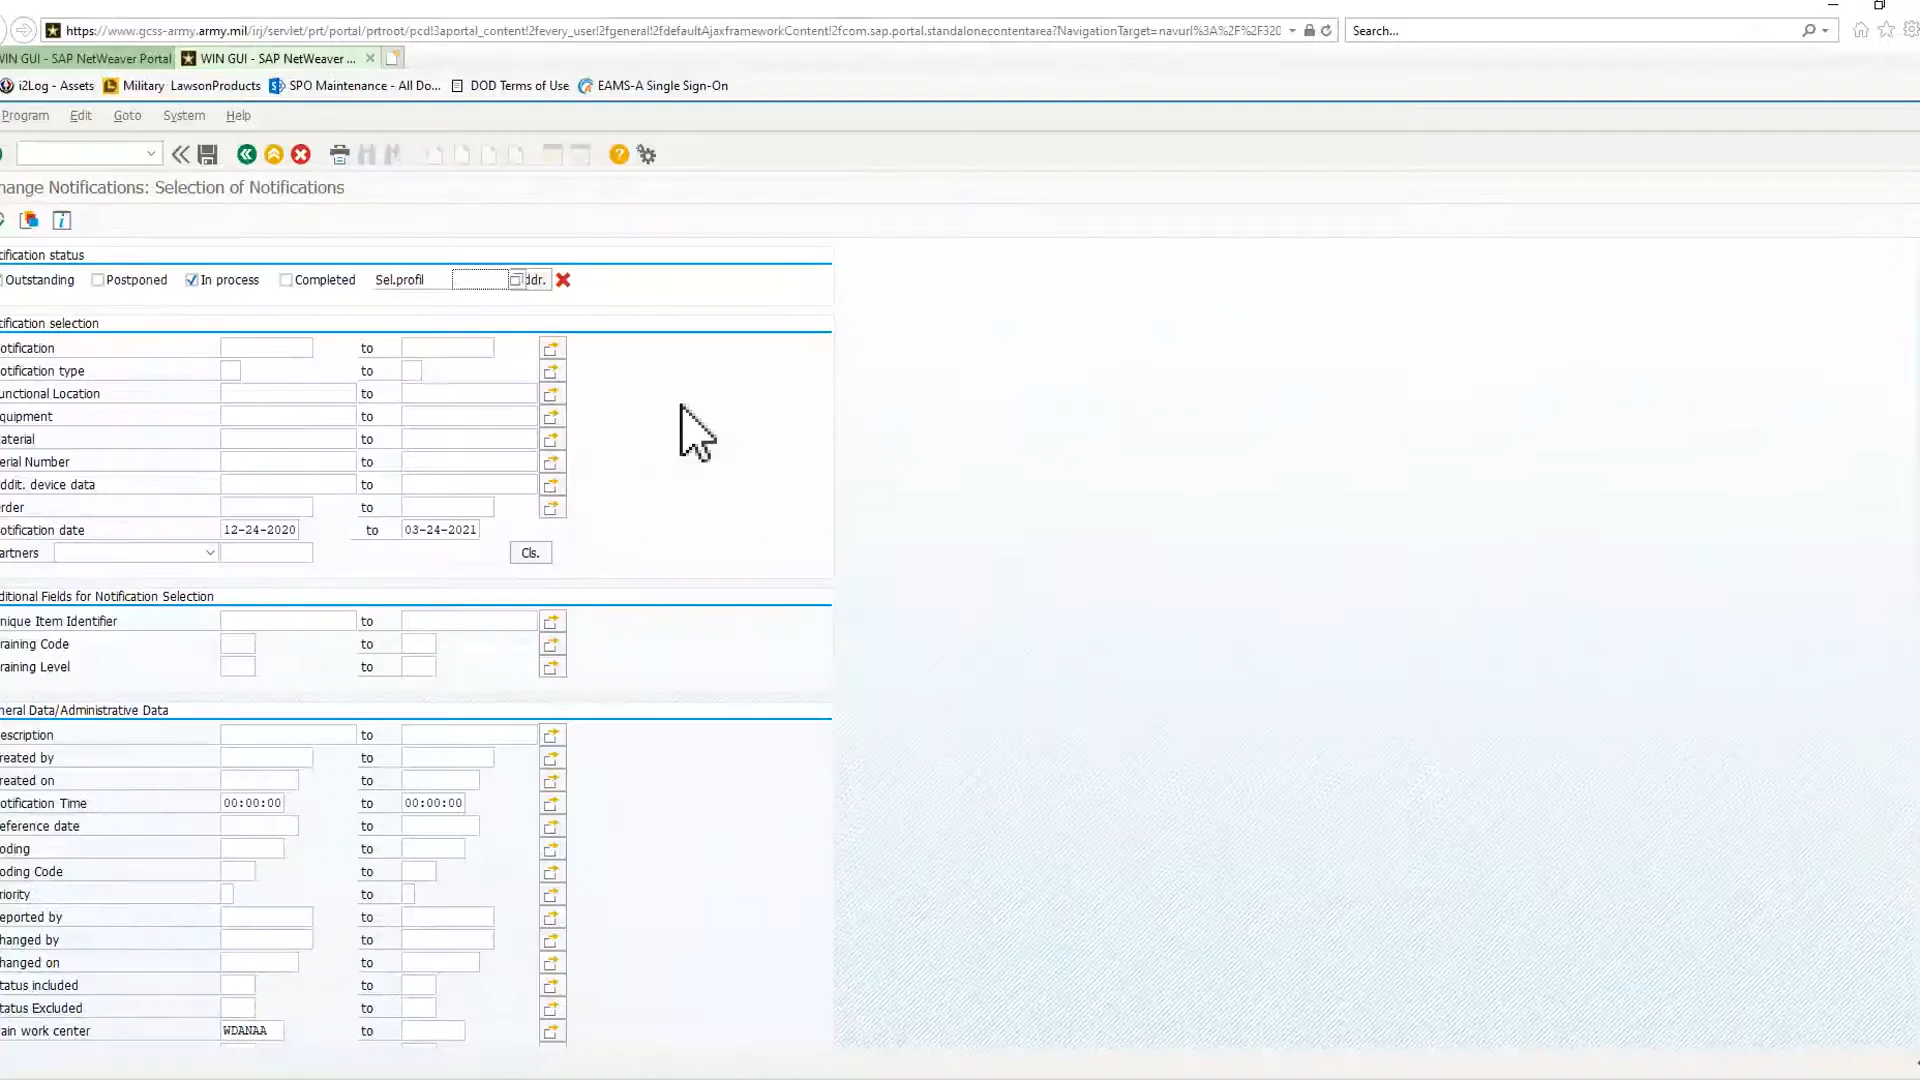 https://www.gcss-army.army.mil/irj/servlet/prt/portal/prtroot/pcd!3aportal_content!2fevery_user!2fgeneral!2fdefaultAjaxframeworkContent!2fcom.sap.portal.standalonecontentarea?NavigationTarget=navurl%3A%2F%2F320 Search...
WIN GUI - SAP NetWeaver Portal WIN GUI - SAP NetWeaver ...
i2Log - Assets Military LawsonProducts SPO Maintenance - All Do... DOD Terms of Use EAMS-A Single Sign-On
Program Edit Goto System Help
hange Notifications: Selection of Notifications
tification status
Outstanding Postponed In process Completed Sel.profil ddr.
tification selection
otification to
otification type to
unctional Location to
quipment to
aterial to
erial Number to
ddit. device data to
rder to
otification date 12-24-2020 to 03-24-2021
artners Cls.
ditional Fields for Notification Selection
nique Item Identifier to
raining Code to
raining Level to
neral Data/Administrative Data
escription to
reated by to
reated on to
otification Time 00:00:00 to 00:00:00
eference date to
oding to
oding Code to
riority to
eported by to
hanged by to
hanged on to
tatus included to
tatus Excluded to
ain work center WDANAA to